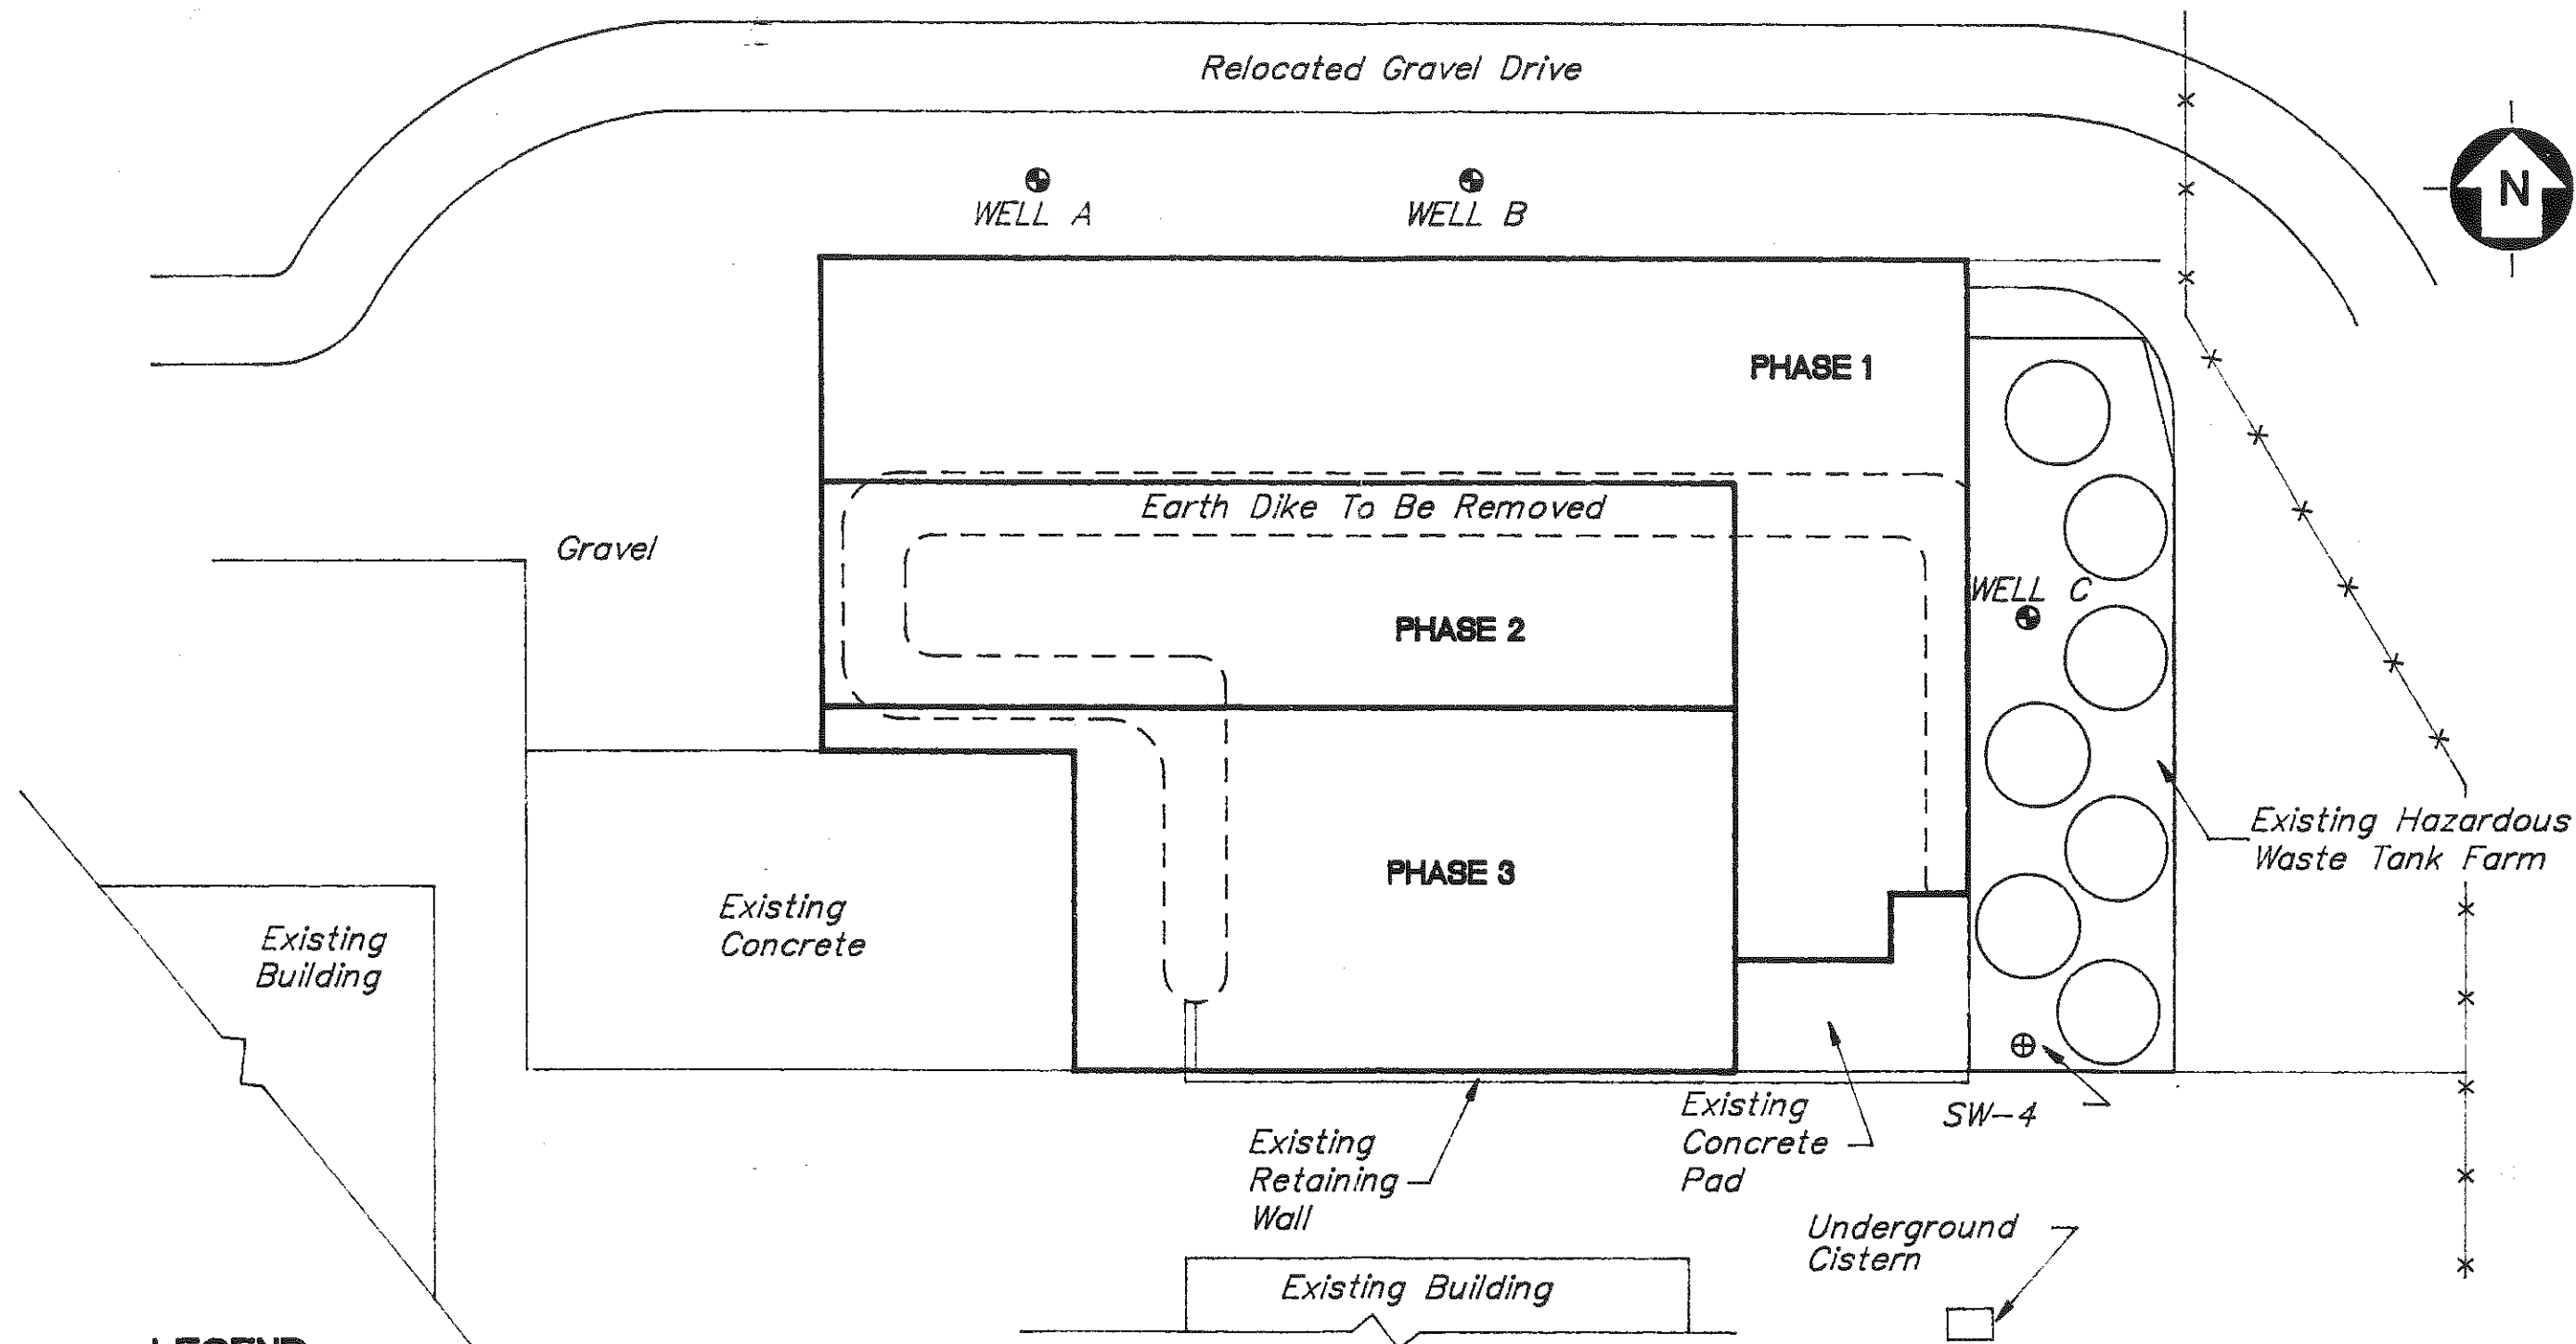 Relocated Gravel Drive
N
WELL A
WELL B
PHASE 1
Earth Dike To Be Removed
Gravel
WELL C
PHASE 2
Existing Hazardous
Waste Tank Farm
PHASE 3
Existing
Concrete
Existing
Building
SW-4
Existing
Concrete
Pad
Existing
Retaining
Wall
Underground
Cistern
Existing Building
LEGEND